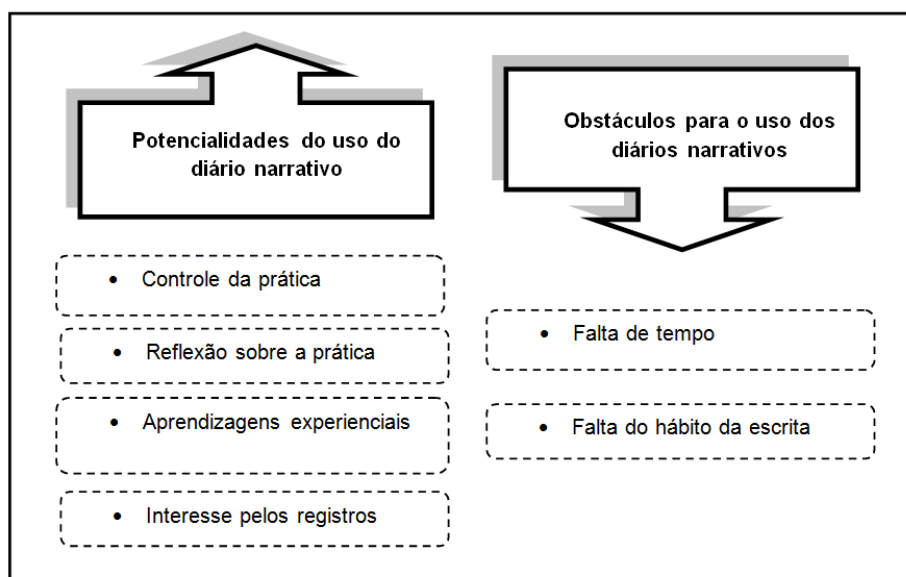 Potencialidades do uso do
diário narrativo
• Controle da prática
• Reflexão sobre a prática
• Aprendizagens experienciais
• Interesse pelos registros
Obstáculos para o uso dos
diários narrativos
• Falta de tempo
• Falta do hábito da escrita